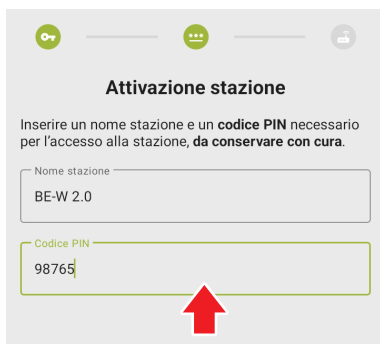 Attivazione stazione
Inserire un nome stazione e un codice PIN necessario
per l'accesso alla stazione, da conservare con cura.
Nome stazione
BE-W 2.0
Codice PIN
98765